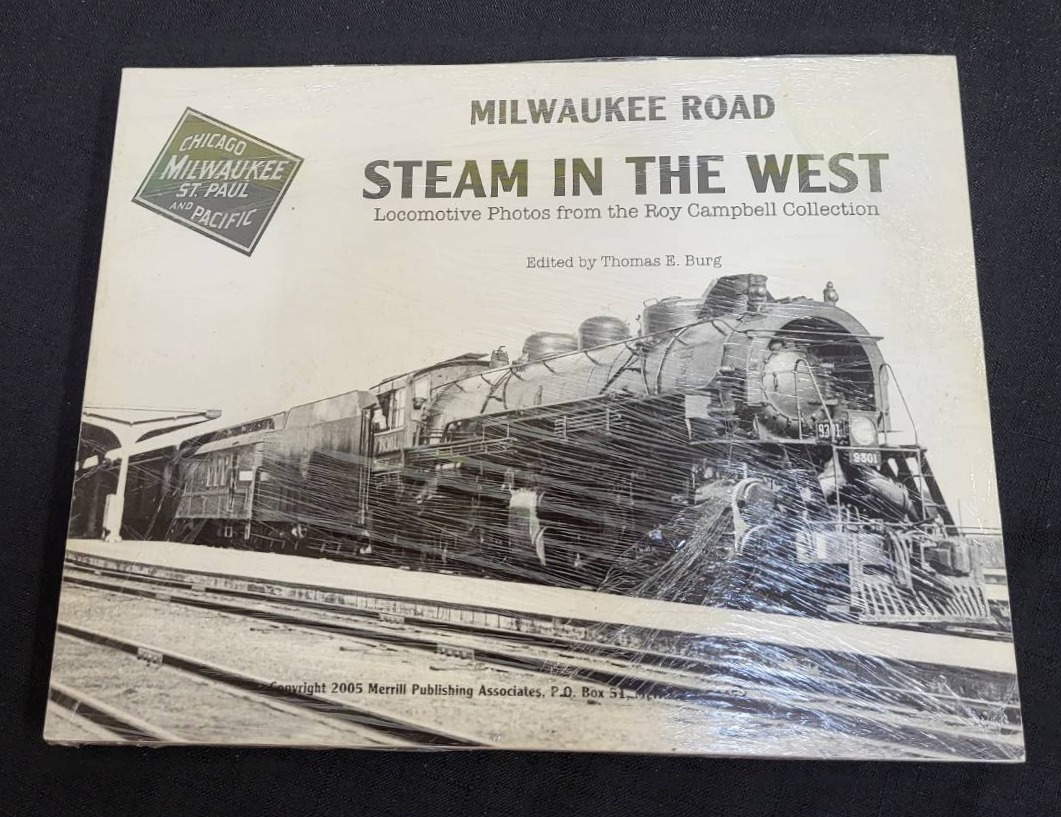 MILWAUKEE ROAD
CHICAGO
MILWAUKEE
ST. PAUL
AND
PACIFIC
STEAM IN THE WEST
Locomotive Photos from the Roy Campbell Collection
Edited by Thomas E. Burg
9301
9301
Copyright 2005 Merrill Publishing Associates, P.O. Box 51,